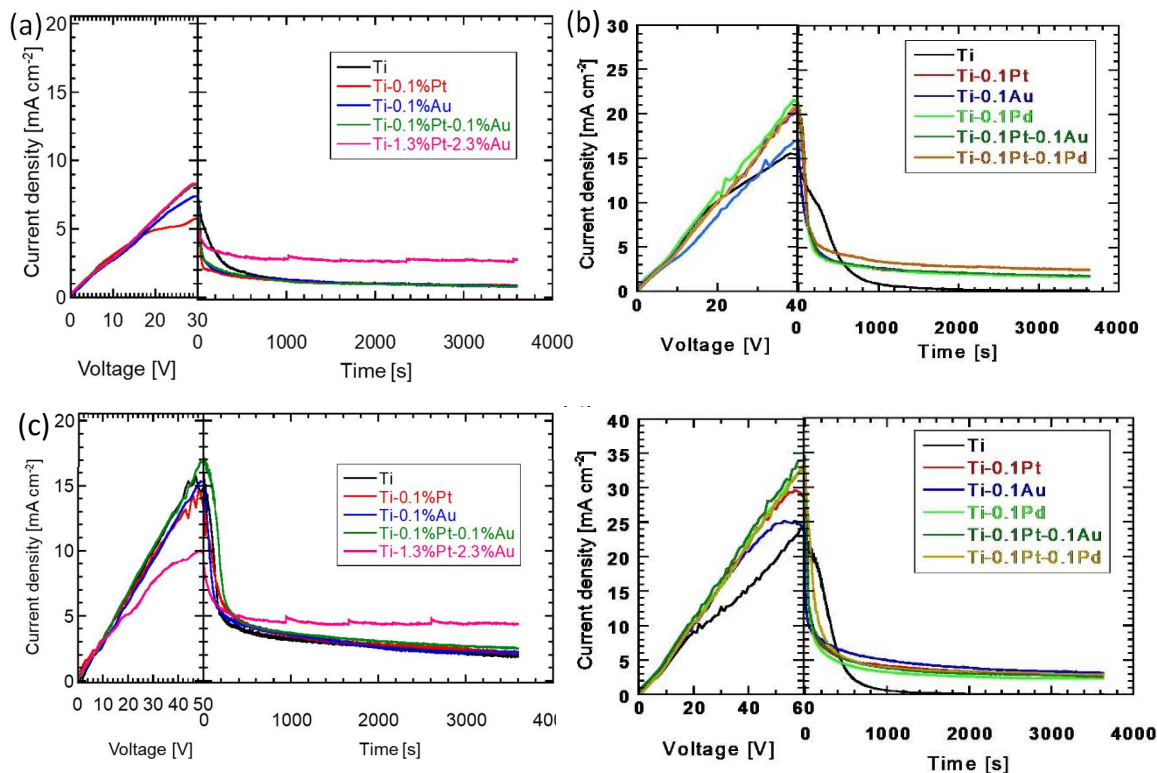 (a)
Current density [mA cm-2]
20
15
10
5
0
Ti
Ti-0.1%Pt
Ti-0.1%Au
Ti-0.1%Pt-0.1%Au
Ti-1.3%Pt-2.3%Au
0 10 20 30
0 1000 2000 3000 4000
Voltage [V] Time [s]
(b)
Current density [mA cm-2]
30
25
20
15
10
5
0
Ti
Ti-0.1Pt
Ti-0.1Au
Ti-0.1Pd
Ti-0.1Pt-0.1Au
Ti-0.1Pt-0.1Pd
0 20 40
0 1000 2000 3000 4000
Voltage [V] Time [s]
(c)
Current density [mA cm-2]
20
15
10
5
0
Ti
Ti-0.1%Pt
Ti-0.1%Au
Ti-0.1%Pt-0.1%Au
Ti-1.3%Pt-2.3%Au
0 10 20 30 40 50
0 1000 2000 3000 400
Voltage [V] Time [s]
Current density [mA cm-2]
40
35
30
25
20
15
10
5
0
Ti
Ti-0.1Pt
Ti-0.1Au
Ti-0.1Pd
Ti-0.1Pt-0.1Au
Ti-0.1Pt-0.1Pd
0 20 40 60
0 1000 2000 3000 4000
Voltage [V] Time [s]